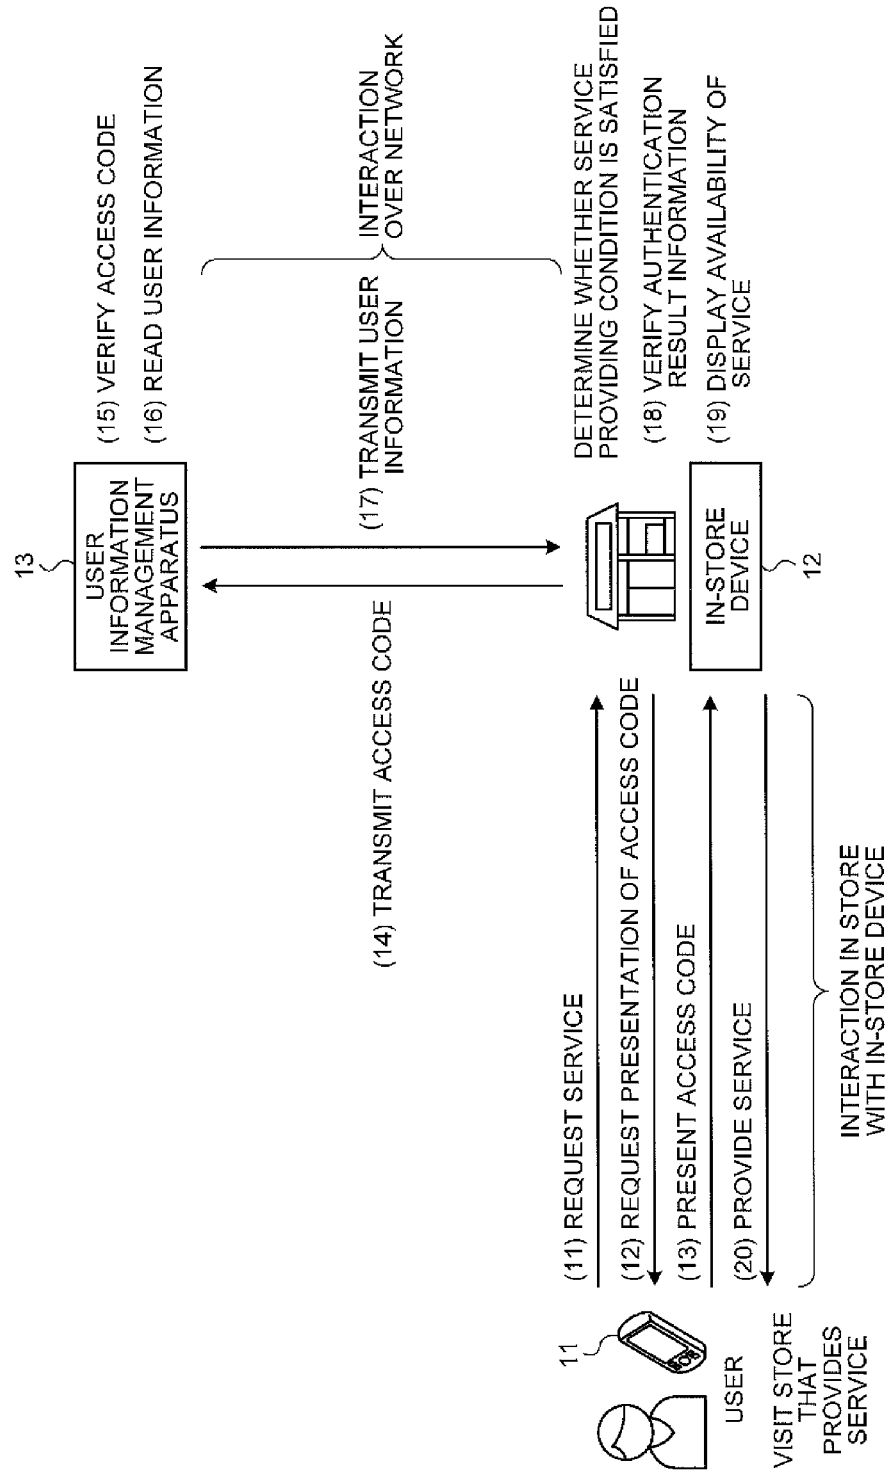 13
USER
INFORMATION
MANAGEMENT
APPARATUS
(15) VERIFY ACCESS CODE
(16) READ USER INFORMATION
(14) TRANSMIT ACCESS CODE
(17) TRANSMIT USER
INFORMATION
INTERACTION
OVER NETWORK
11
USER
VISIT STORE
THAT
PROVIDES
SERVICE
(11) REQUEST SERVICE
(12) REQUEST PRESENTATION OF ACCESS CODE
(13) PRESENT ACCESS CODE
(20) PROVIDE SERVICE
INTERACTION IN STORE
WITH IN-STORE DEVICE
IN-STORE
DEVICE
12
DETERMINE WHETHER SERVICE
PROVIDING CONDITION IS SATISFIED
(18) VERIFY AUTHENTICATION
RESULT INFORMATION
(19) DISPLAY AVAILABILITY OF
SERVICE